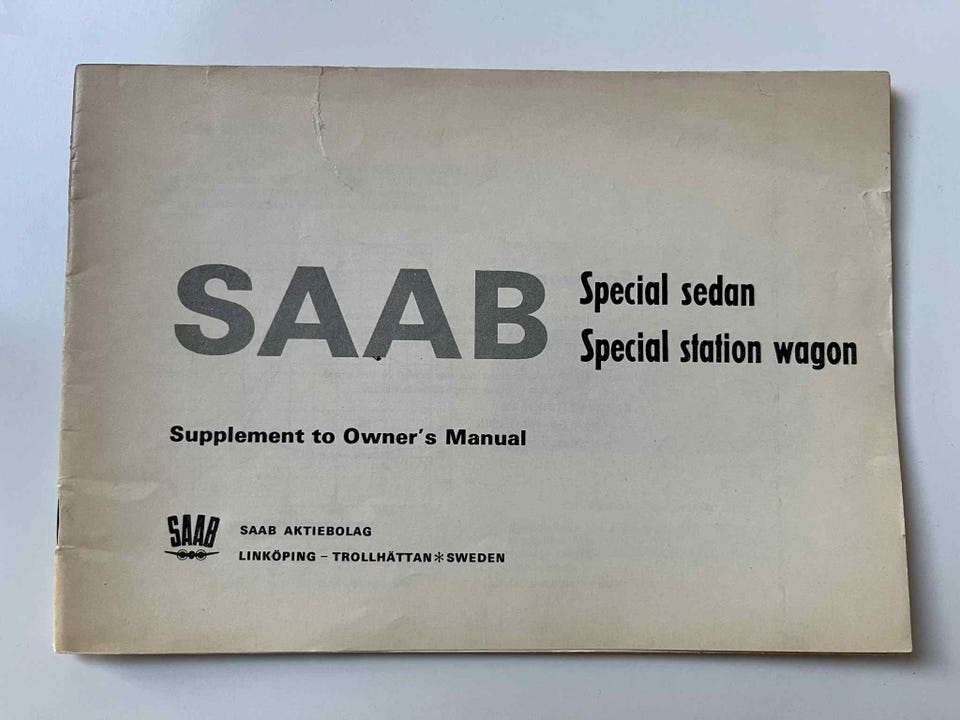 SAAB
Special sedan
Special station wagon
Supplement to Owner's Manual
SAAB
SAAB AKTIEBOLAG
LINKÖPING – TROLLHÄTTAN*SWEDEN